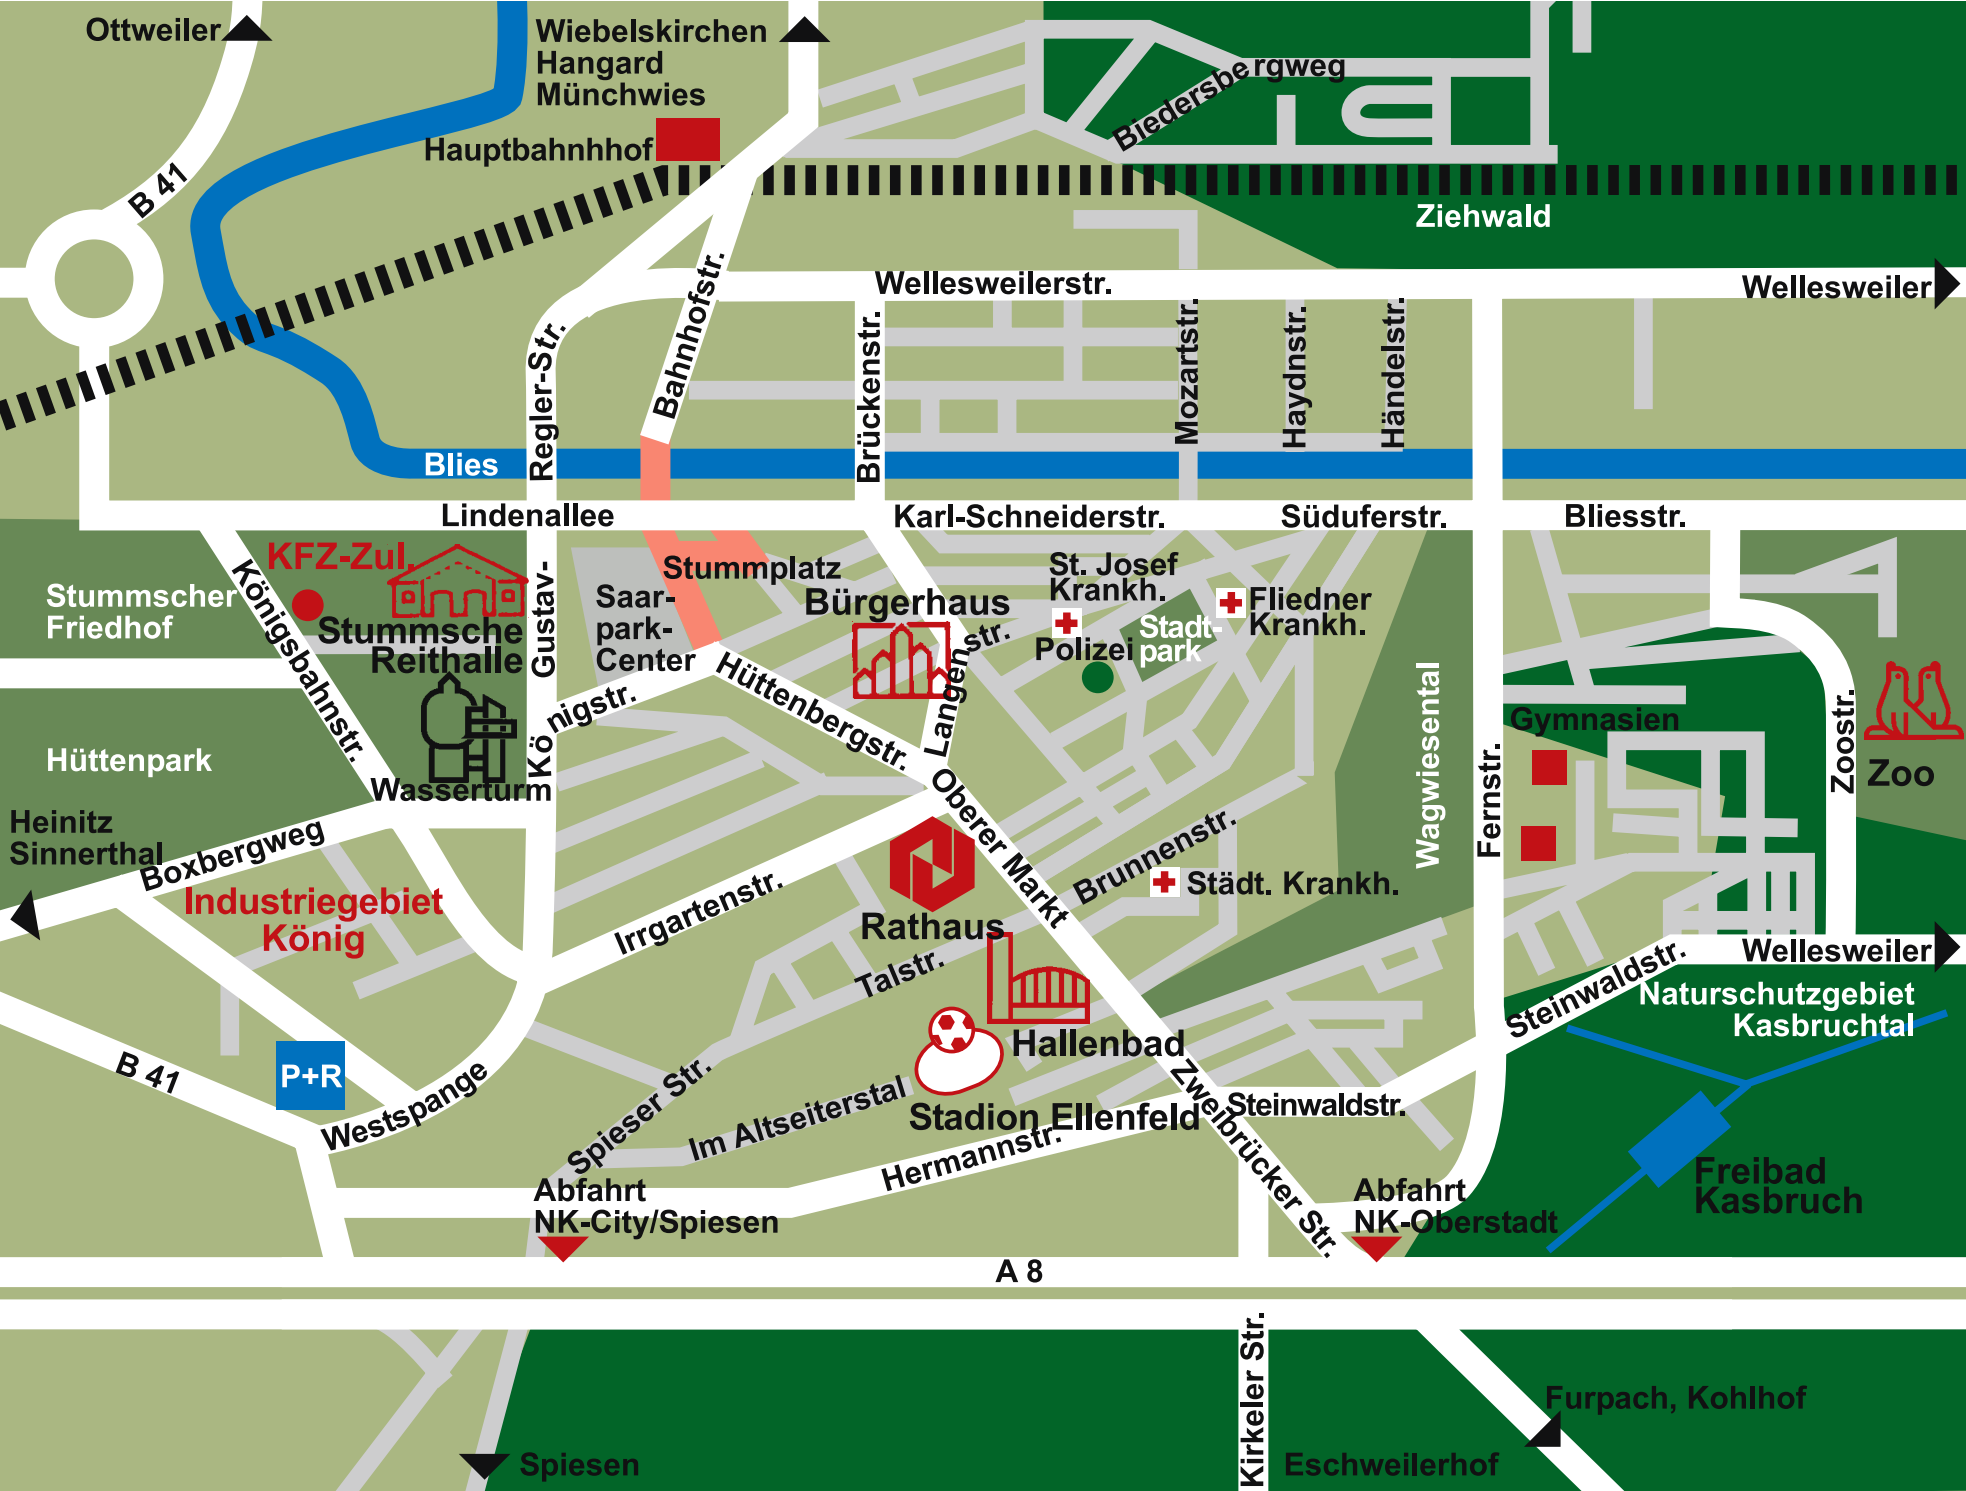 Ottweiler
Wiebelskirchen
Hangard
Münchwies
Hauptbahnhhof
B 41
Biedersbergweg
Ziehwald
Wellesweilerstr.
Wellesweiler
Regler-Str.
Bahnhofstr.
Brückenstr.
Mozartstr.
Haydnstr.
Händelstr.
Blies
Lindenallee
Karl-Schneiderstr.
Süduferstr.
Bliesstr.
KFZ-Zul.
Stummscher
Friedhof
Königsbahnstr.
Stummsche
Reithalle
Gustav-
Saar-
park-
Center
Stummplatz
Bürgerhaus
St. Josef
Krankh.
Polizei
Stadt-
park
Fliedner
Krankh.
Langenstr.
Hüttenbergstr.
Königstr.
Hüttenpark
Wasserturm
Wagwiesental
Gymnasien
Fernstr.
Zoostr.
Zoo
Heinitz
Sinnerthal
Boxbergweg
Industriegebiet
König
Irrgartenstr.
Oberer Markt
Brunnenstr.
Städt. Krankh.
Rathaus
Talstr.
Hallenbad
Stadion Ellenfeld
Steinwaldstr.
Wellesweiler
Naturschutzgebiet
Kasbruchtal
B 41
P+R
Westspange
Spieser Str.
Im Altseiterstal
Hermannstr.
Zweibrücker Str.
Steinwaldstr.
Freibad
Kasbruch
Abfahrt
NK-City/Spiesen
Abfahrt
NK-Oberstadt
A 8
Kirkeler Str.
Furpach, Kohlhof
Eschweilerhof
Spiesen